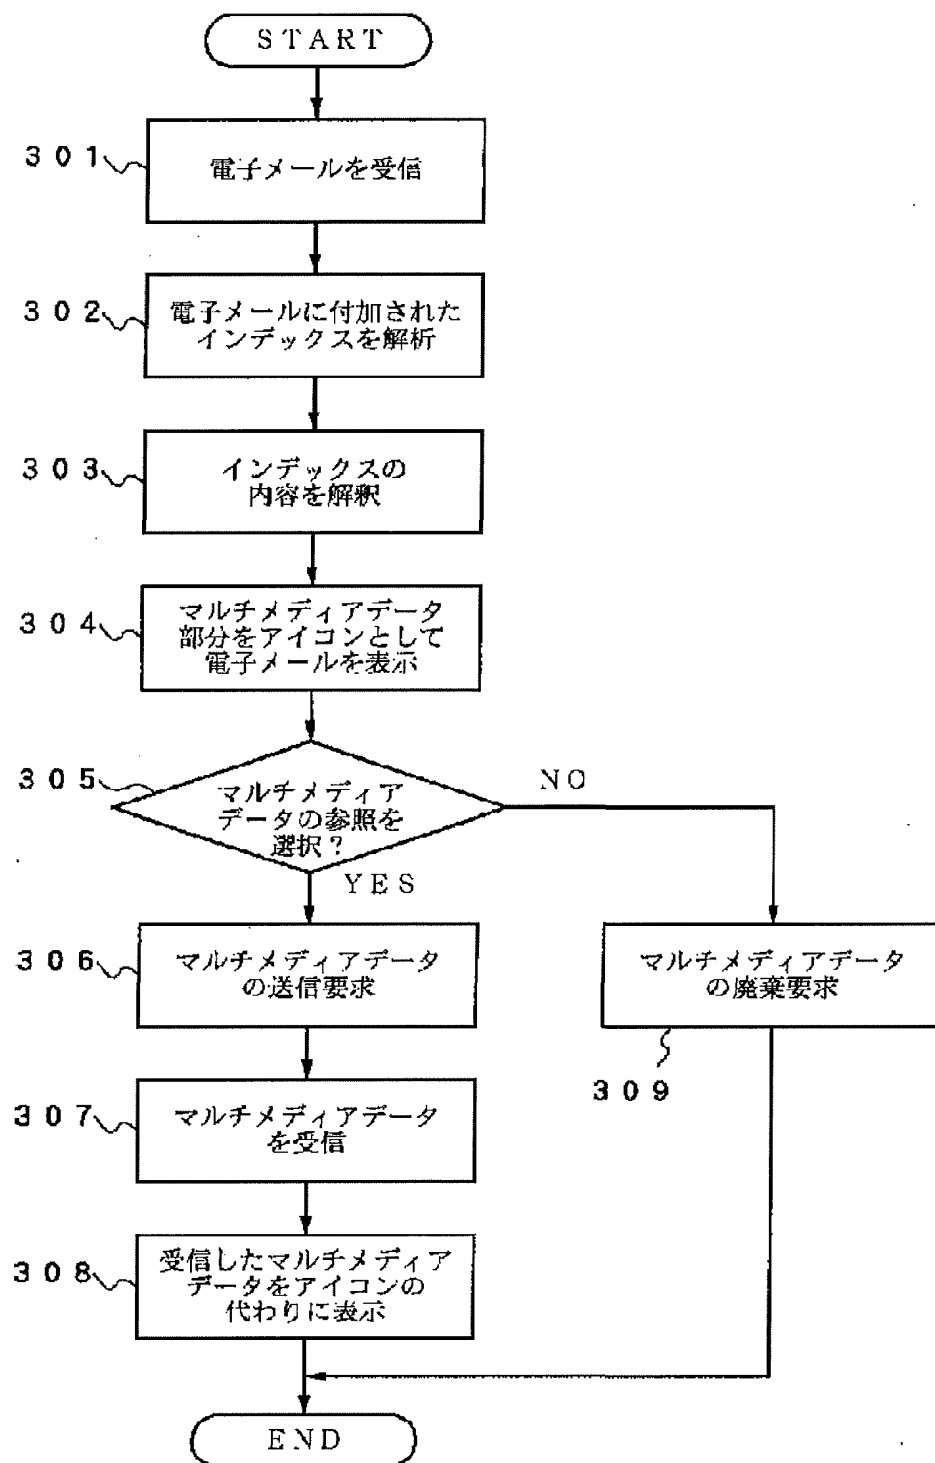 START
301
電子メールを受信
302
電子メールに付加された
インデックスを解析
303
インデックスの
内容を解釈
304
マルチメディアデータ
部分をアイコンとして
電子メールを表示
305
マルチメディア
データの参照を
選択?
NO
YES
306
マルチメディアデータ
の送信要求
マルチメディアデータ
の廃棄要求
309
307
マルチメディアデータ
を受信
308
受信したマルチメディア
データをアイコンの
代わりに表示
END